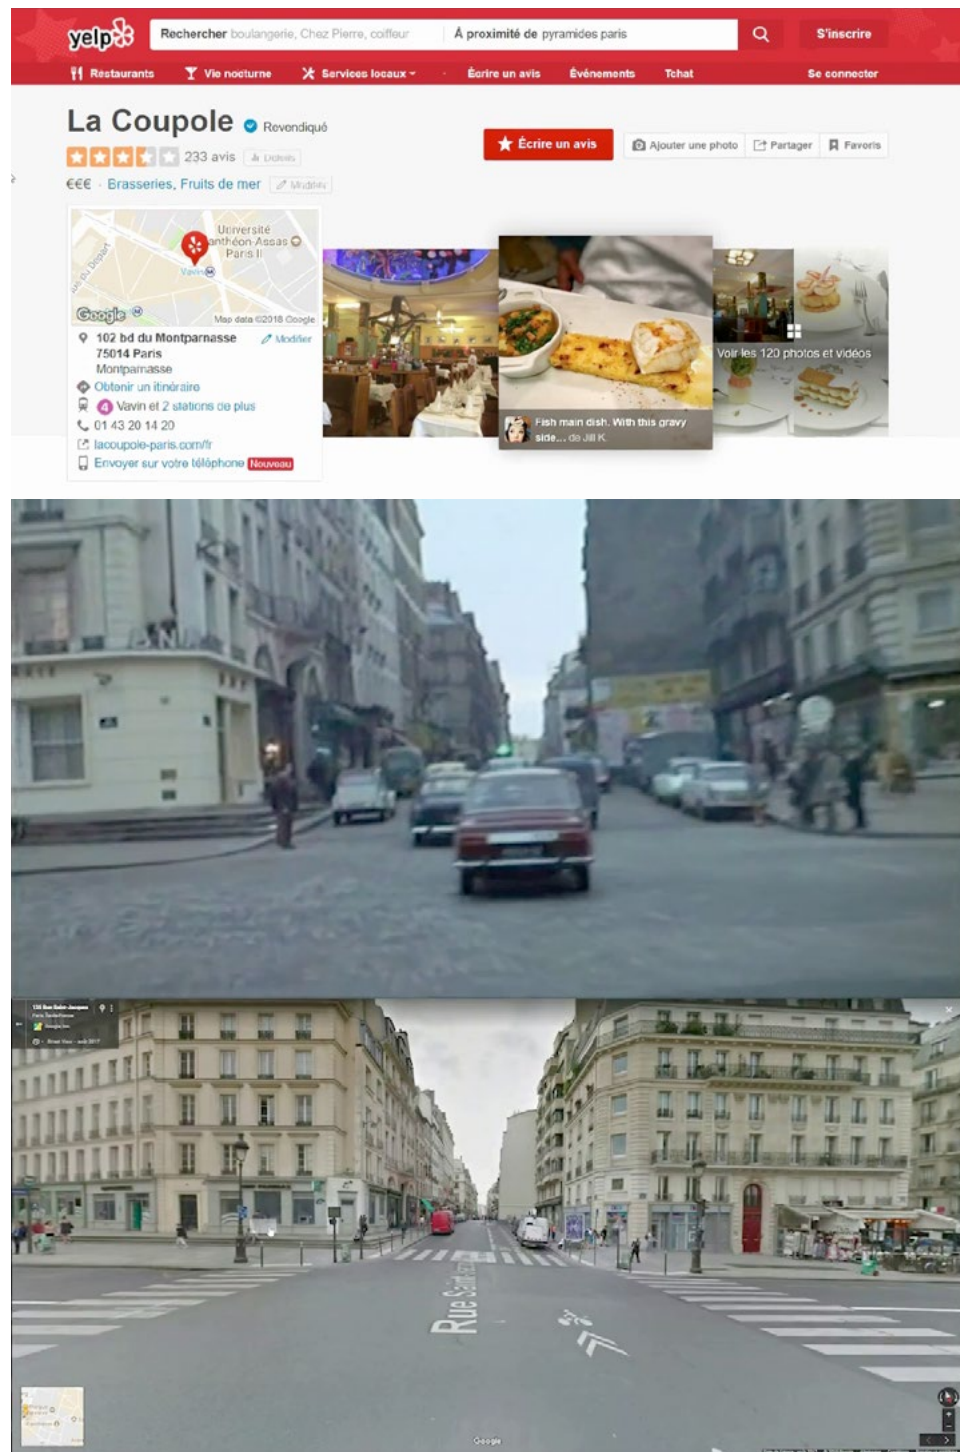 yelp
Rechercher boulangerie, Chez Pierre, coiffeur
À proximité de pyramides paris
S'inscrire
Restaurants
Vie nocturne
Services locaux
Écrire un avis
Événements
Tchat
Se connecter
La Coupole
Revendiqué
233 avis
Détails
Écrire un avis
Ajouter une photo
Partager
Favoris
€€€ · Brasseries, Fruits de mer
Modifier
Université
anthéon-Assas
Paris II
Vavin
Google
Map data ©2018 Google
102 bd du Montparnasse
Modifier
75014 Paris
Montparnasse
Obtenir un itinéraire
4 Vavin et 2 stations de plus
01 43 20 14 20
lacoupole-paris.com/fr
Envoyer sur votre téléphone Nouveau
Fish main dish. With this gravy
side... de Jill K.
Voir les 120 photos et vidéos
Rue Sain
Google